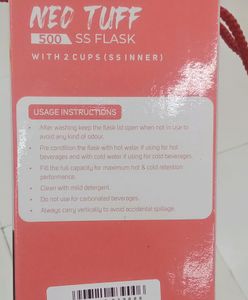 NEO TUFF
500 SS FLASK
WITH 2 CUPS (SS INNER)
USAGE INSTRUCTIONS
• After washing keep the flask lid open when not in use to
avoid any kind of odour.
• Pre condition the flask with hot water if using for hot
beverages and with cold water if using for cold beverages.
• Fill the full capacity for maximum hot & cold retention
performance.
• Clean with mild detergent.
• Do not use for carbonated beverages.
• Always carry vertically to avoid accidental spillage.